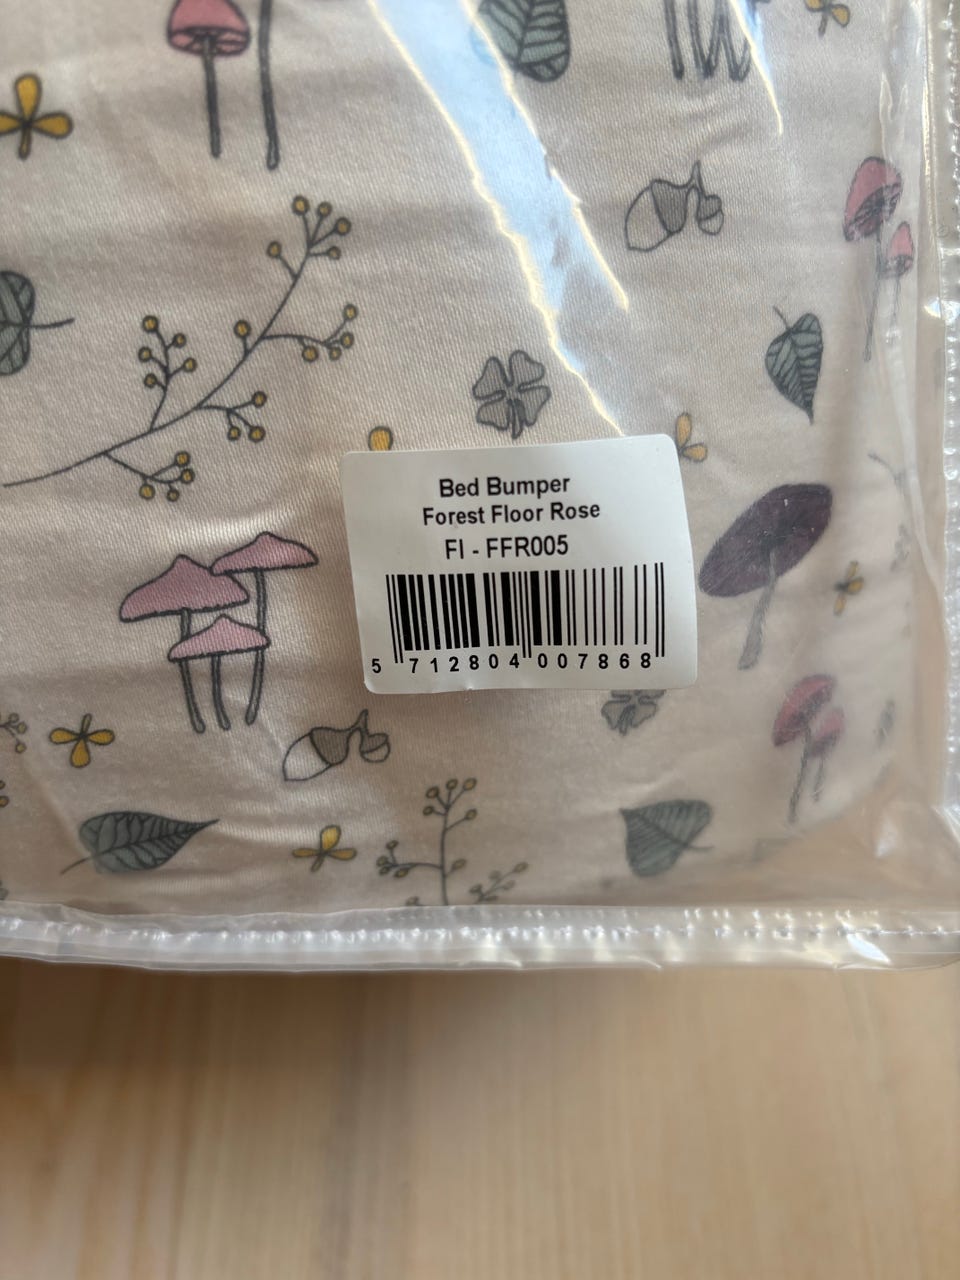 Bed Bumper
Forest Floor Rose
FI - FFR005
5 712804 007868